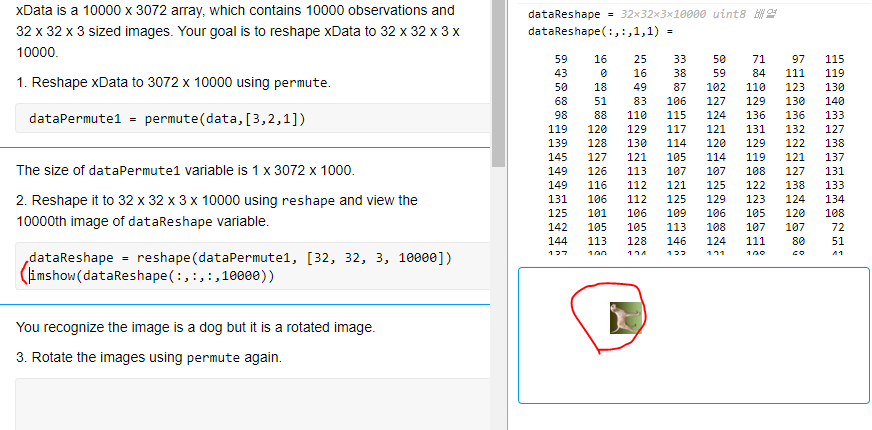 xData is a 10000 x 3072 array, which contains 10000 observations and
32 x 32 x 3 sized images. Your goal is to reshape xData to 32 x 32 x 3 x
10000.
1. Reshape xData to 3072 x 10000 using permute.
dataPermute1 = permute(data,[3,2,1])
The size of dataPermute1 variable is 1 x 3072 x 1000.
2. Reshape it to 32 x 32 x 3 x 10000 using reshape and view the
10000th image of dataReshape variable.
dataReshape = reshape(dataPermute1, [32, 32, 3, 10000])
imshow(dataReshape(:,:,:,10000))
You recognize the image is a dog but it is a rotated image.
3. Rotate the images using permute again.
dataReshape = 32×32×3×10000 uint8 배열
dataReshape(:,:,1,1) =
59 16 25 33 50 71 97 115
43 0 16 38 59 84 111 119
50 18 49 87 102 110 123 130
68 51 83 106 127 129 130 140
98 88 110 115 124 136 136 133
119 120 129 117 121 131 132 127
139 128 130 114 120 129 122 138
145 127 121 105 114 119 121 137
149 126 113 107 107 108 127 131
149 116 112 121 125 122 138 133
131 106 112 125 129 123 124 134
125 101 106 109 106 105 120 108
142 105 105 113 108 107 107 72
144 113 128 146 124 111 80 51